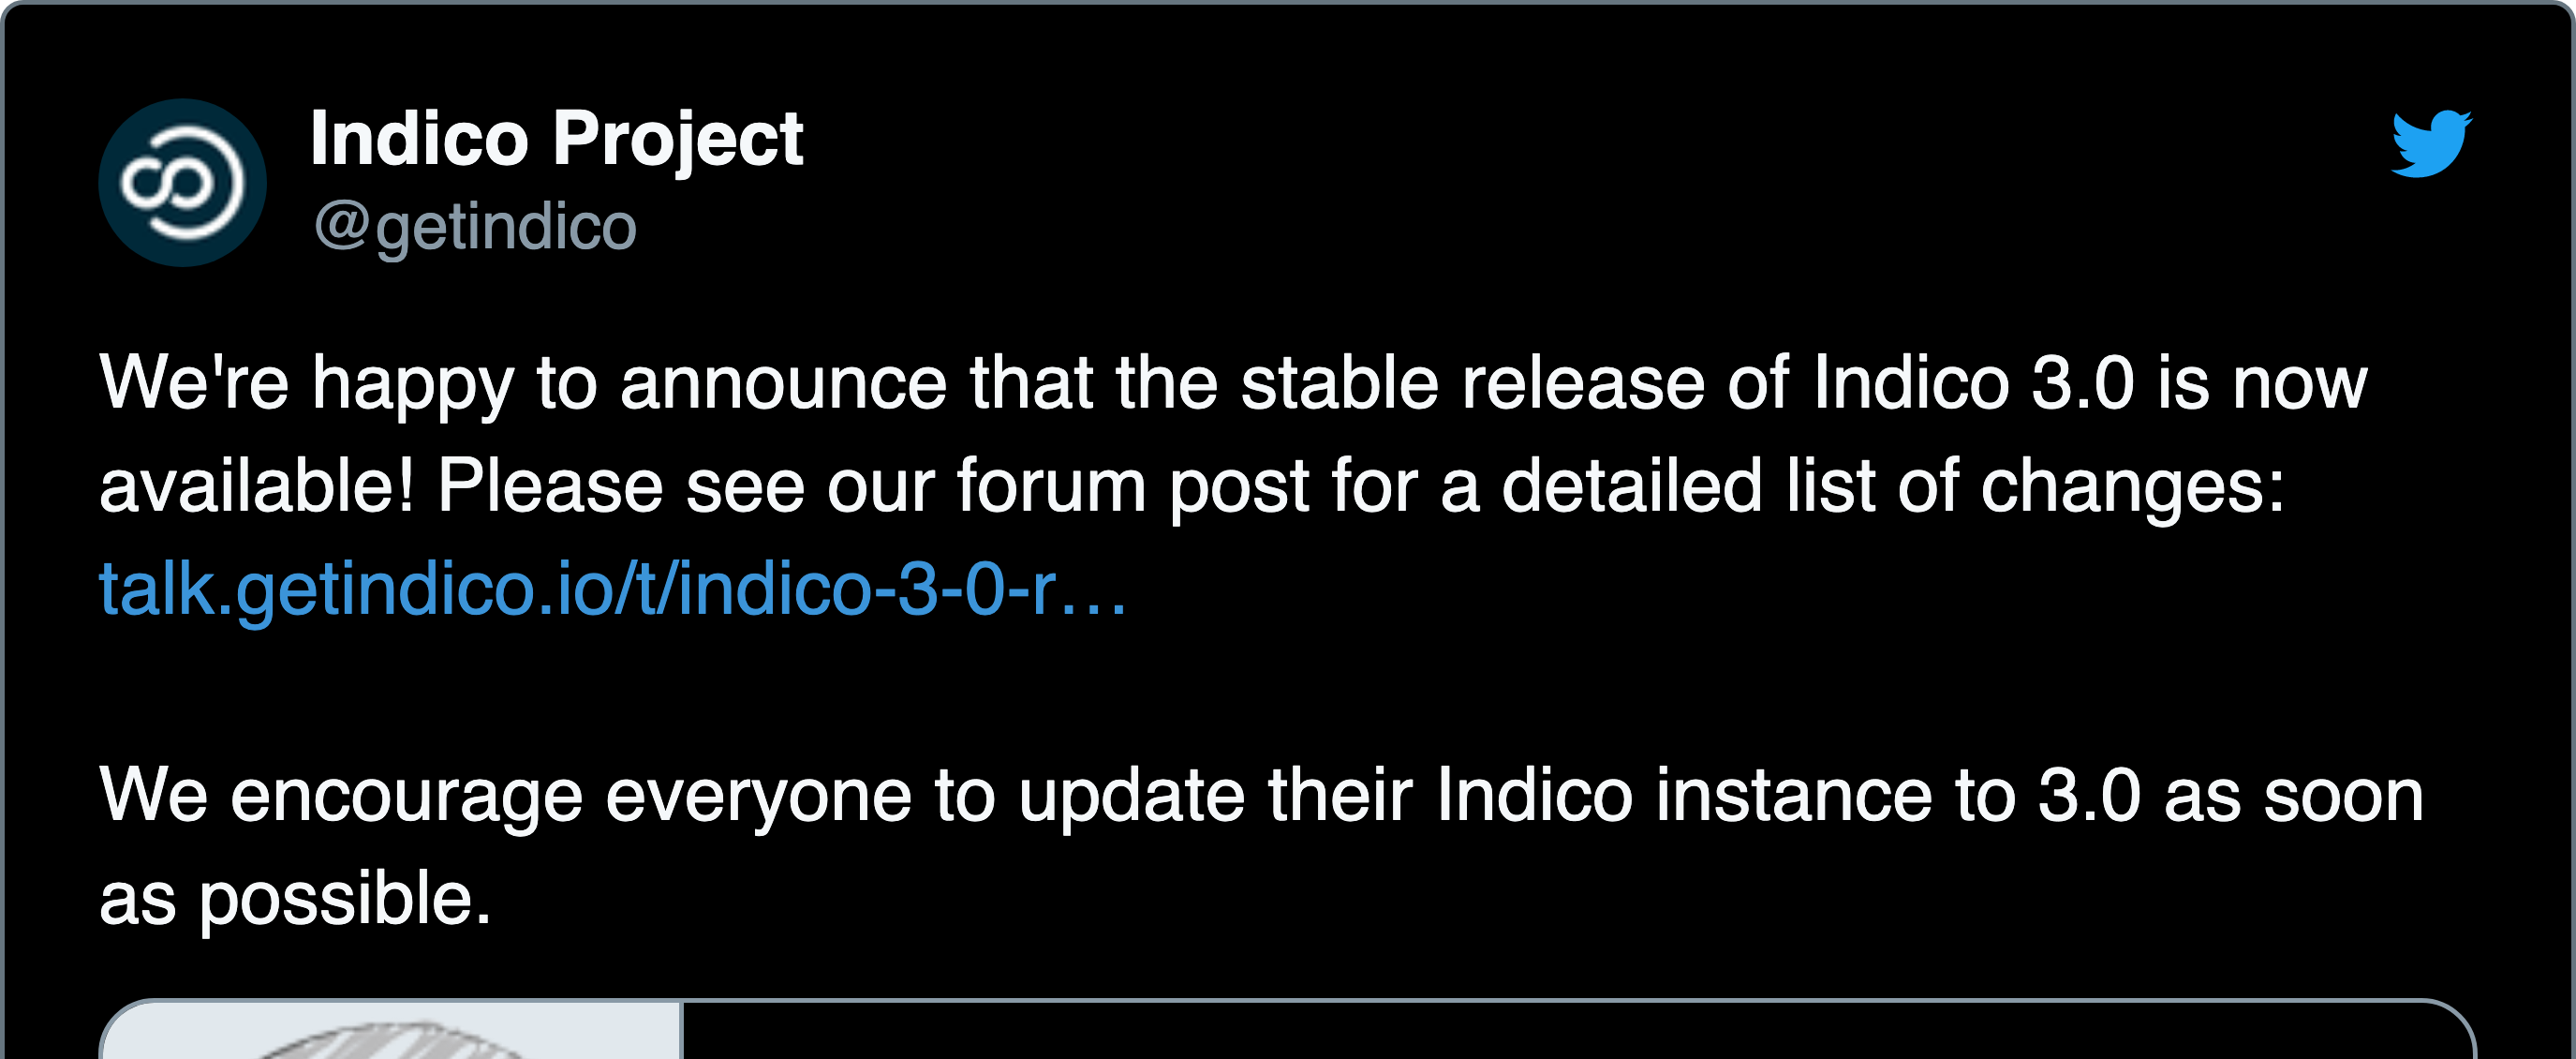 Indico Project
@getindico
We're happy to announce that the stable release of Indico 3.0 is now
available! Please see our forum post for a detailed list of changes:
talk.getindico.io/t/indico-3-0-r…
We encourage everyone to update their Indico instance to 3.0 as soon
as possible.